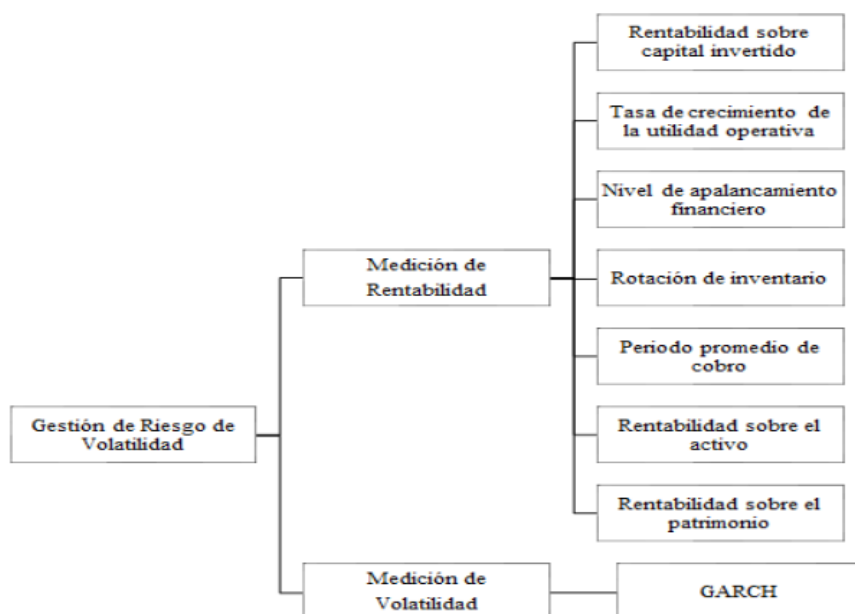 Rentabilidad sobre
capital invertido
Tasa de crecimiento de
la utilidad operativa
Nivel de apalancamiento
financiero
Medición de
Rentabilidad
Rotación de inventario
Periodo promedio de
cobro
Gestión de Riesgo de
Volatilidad
Rentabilidad sobre el
activo
Rentabilidad sobre el
patrimonio
Medición de
Volatilidad
GARCH